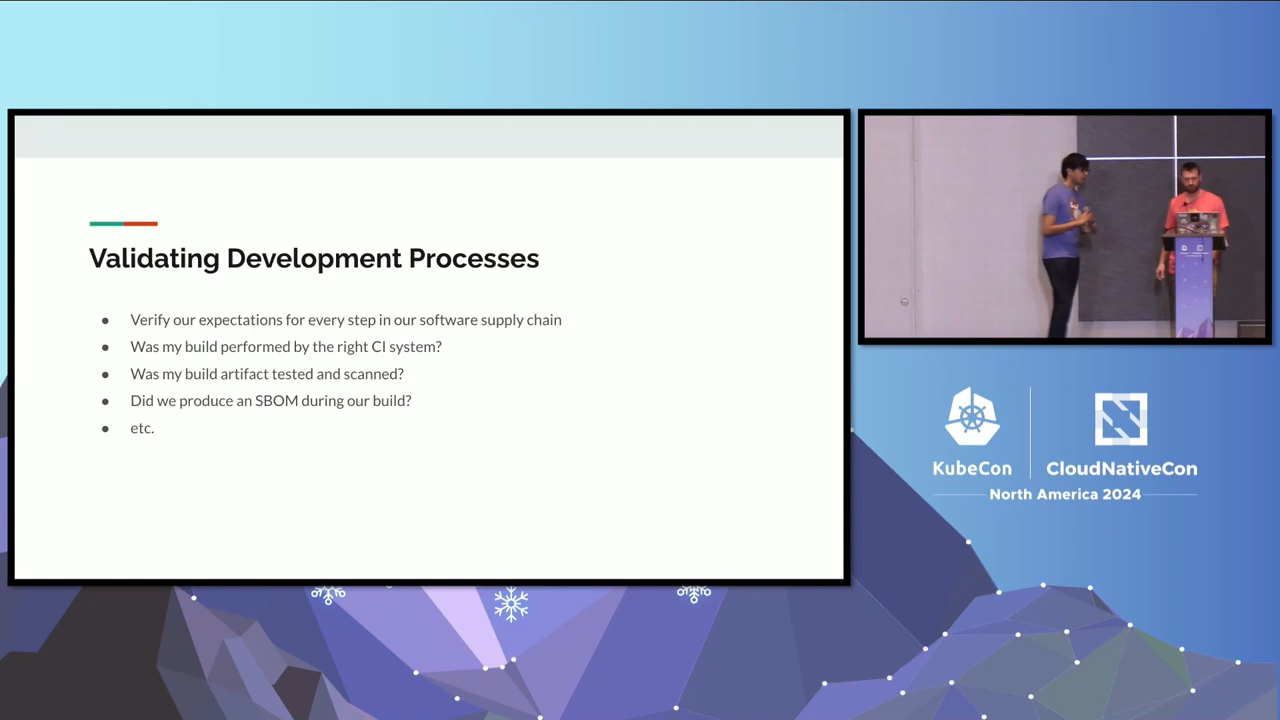 Validating Development Processes
● Verify our expectations for every step in our software supply chain
● Was my build performed by the right CI system?
● Was my build artifact tested and scanned?
● Did we produce an SBOM during our build?
● etc.
KubeCon
CloudNativeCon
North America 2024